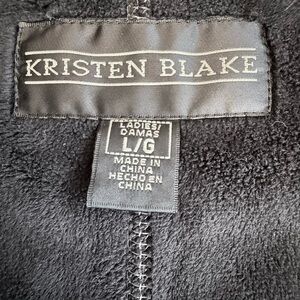 KRISTEN BLAKE
LADIES/
DAMAS
L/G
MADE IN
CHINA
HECHO EN
CHINA